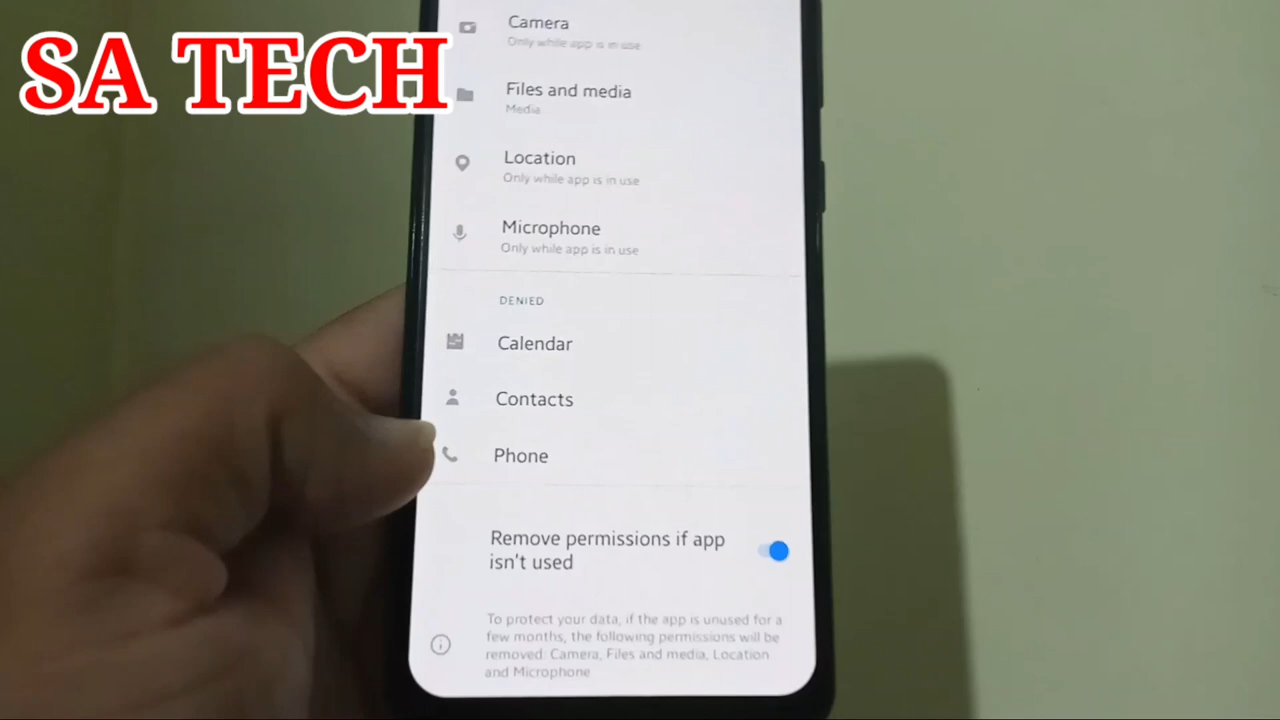 SA TECH
Camera
Only while app is in use
Files and media
Media
Location
Only while app is in use
Microphone
Only while app is in use
DENIED
Calendar
Contacts
Phone
Remove permissions if app
isn't used
To protect your data, if the app is unused for a
few months, the following permissions will be
removed: Camera, Files and media, Location
and Microphone